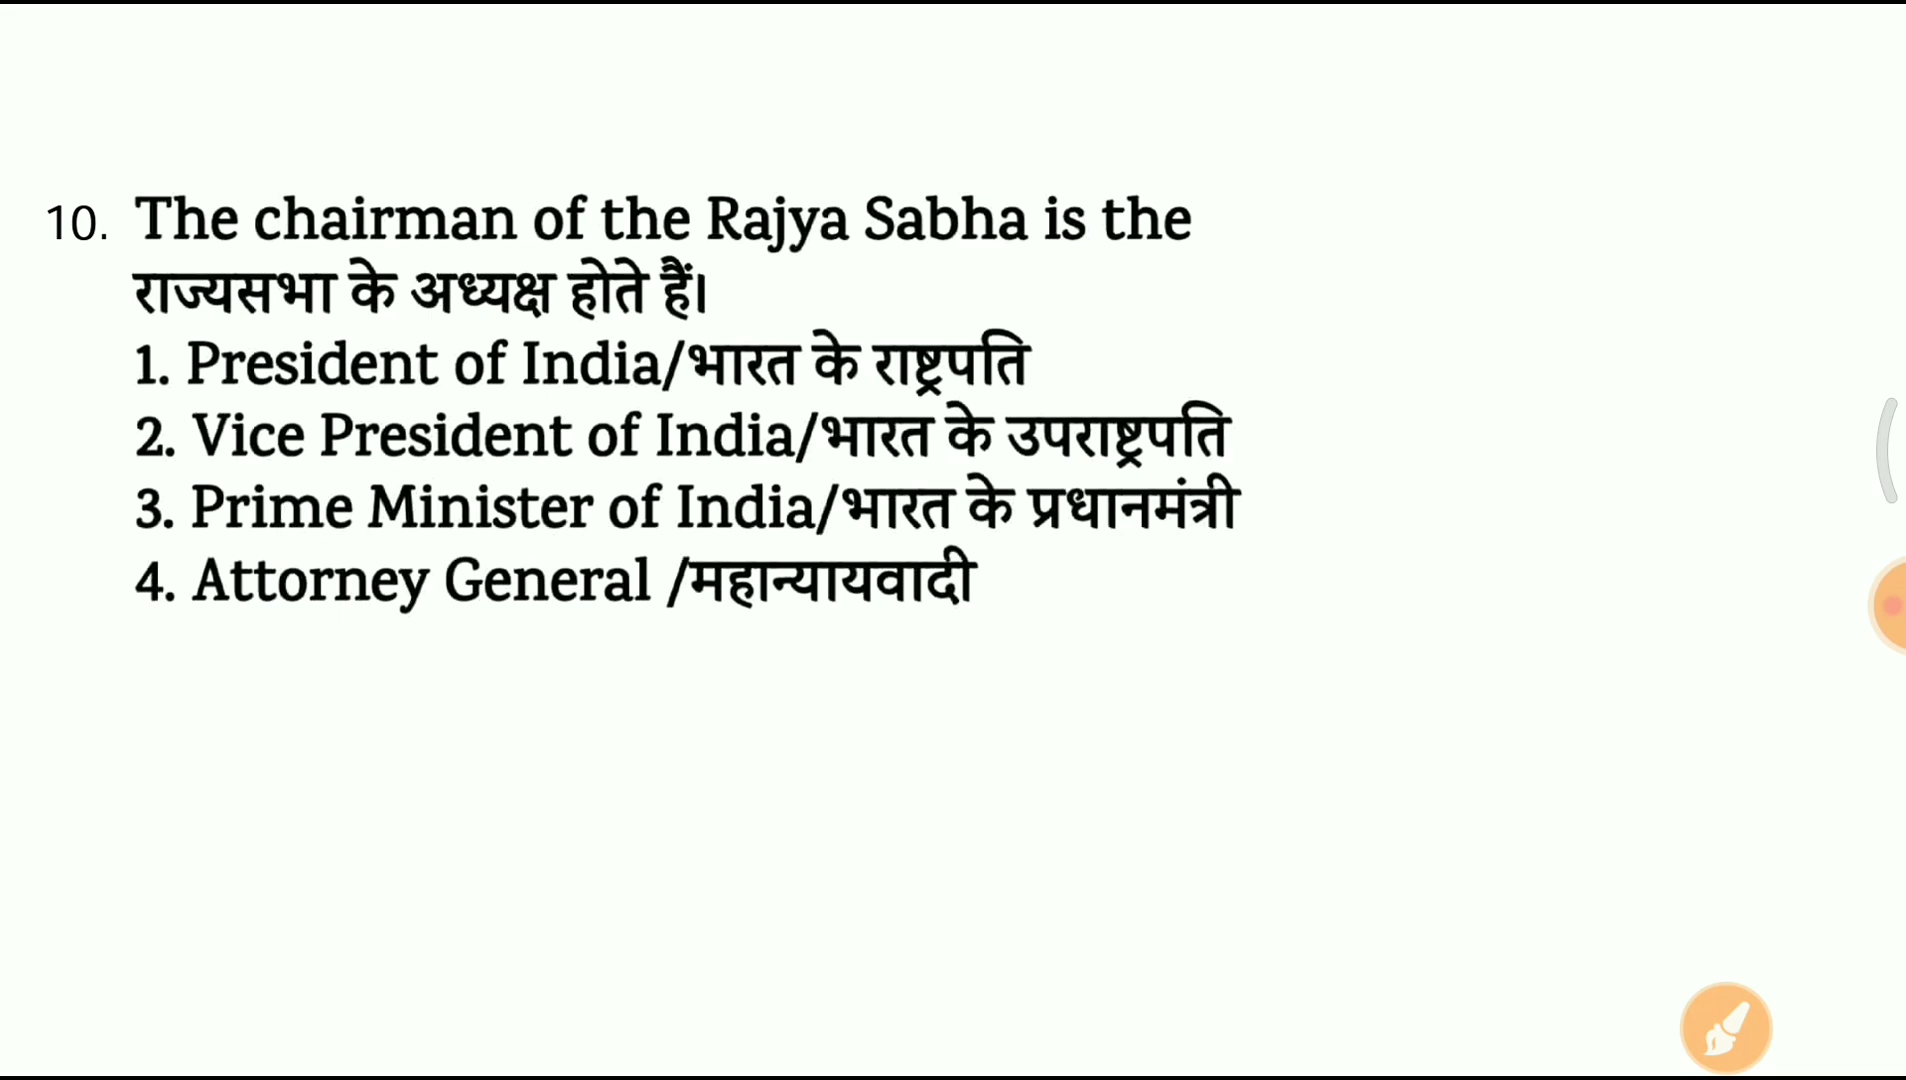 10. The chairman of the Rajya Sabha is the
राज्यसभा के अध्यक्ष होते हैं।
1. President of India/भारत के राष्ट्रपति
2. Vice President of India/भारत के उपराष्ट्रपति
3. Prime Minister of India/भारत के प्रधानमंत्री
4. Attorney General /महान्यायवादी